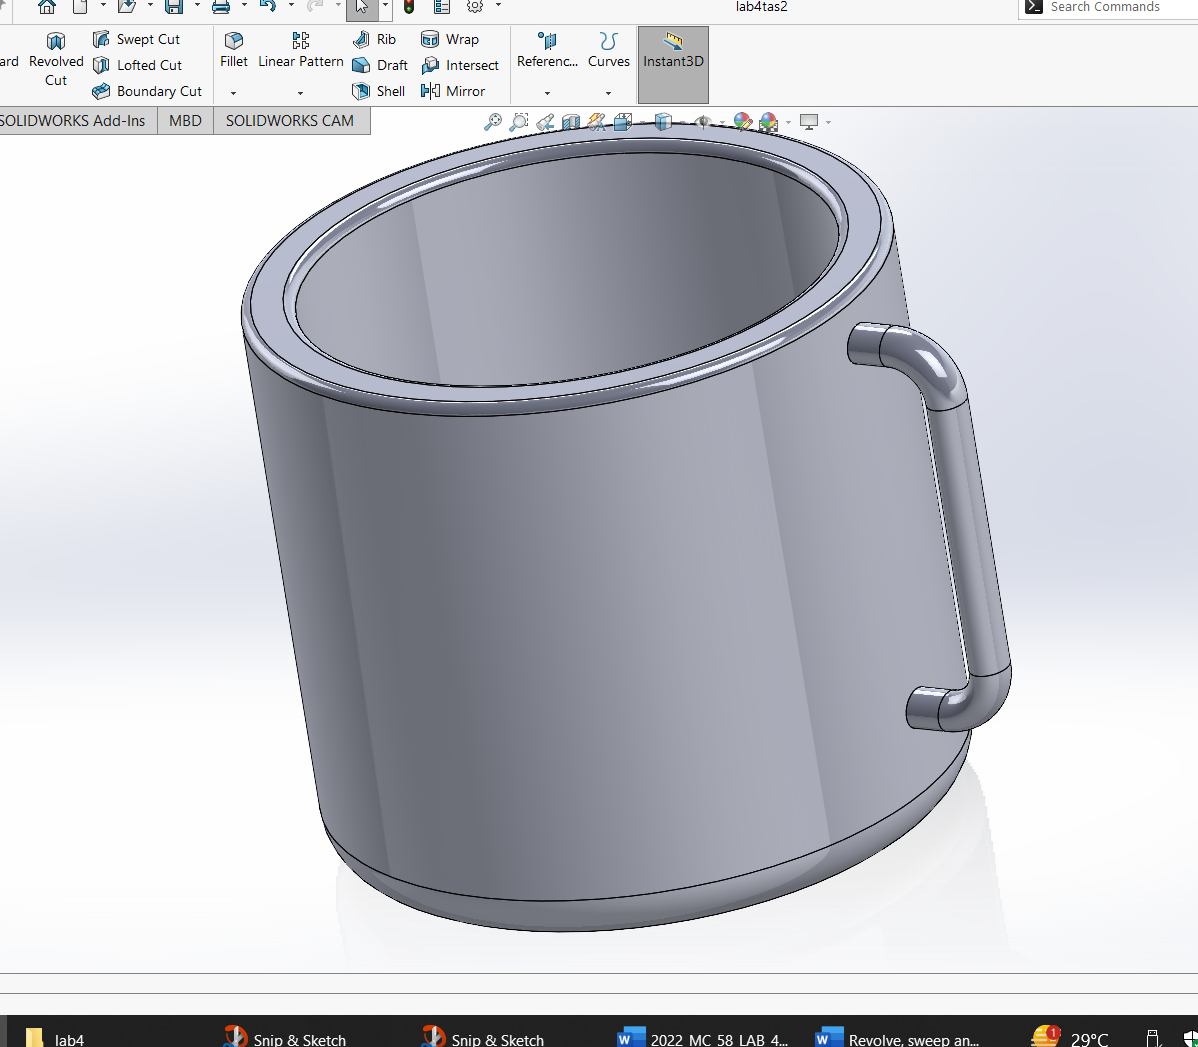 lab4tas2
Search Commands
ard
Revolved
Cut
Swept Cut
Lofted Cut
Boundary Cut
Fillet
Linear Pattern
Rib
Draft
Shell
Wrap
Intersect
Mirror
Referenc...
Curves
Instant3D
SOLIDWORKS Add-Ins
MBD
SOLIDWORKS CAM
lab4
Snip & Sketch
Snip & Sketch
2022_MC_58_LAB_4...
Revolve, sweep an...
1
29°C